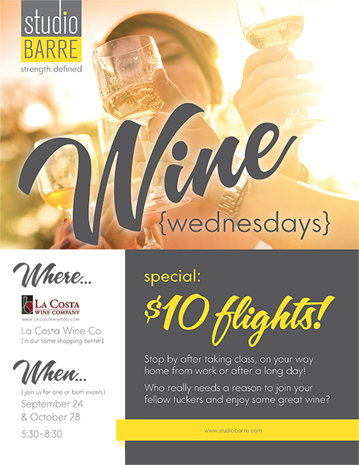 studio
BARRE
strength. defined
Wine
{wednesdays}
Where...
LA COSTA
WINE COMPANY
WWW.LACOSTAWINECO.COM
La Costa Wine Co
(in our same shopping center)
When...
(join us for one or both events)
September 24
& October 28
5:30-8:30
special:
$10 flights!
Stop by after taking class, on your way
home from work or after a long day!
Who really needs a reason to join your
fellow tuckers and enjoy some great wine?
www.studiobarre.com